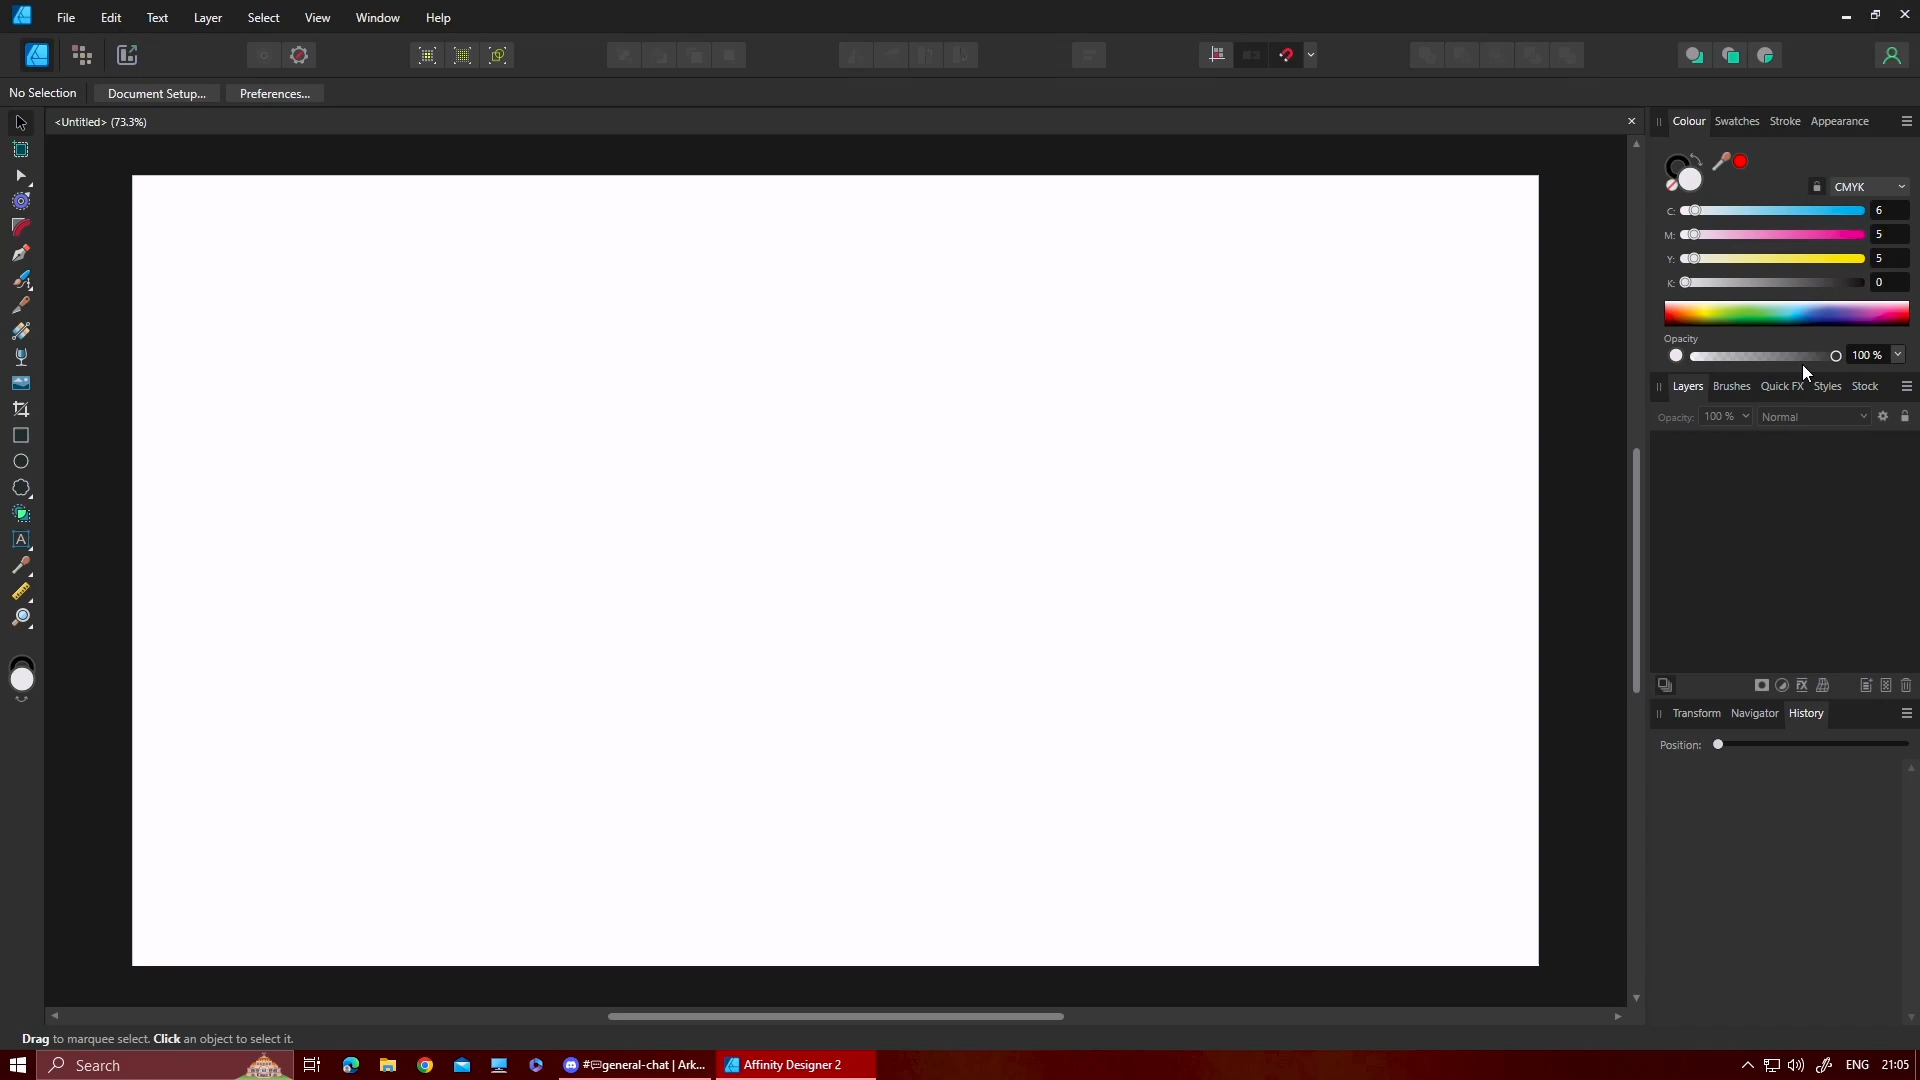 File Edit Text Layer Select View Window Help
No Selection Document Setup... Preferences...
<Untitled> (73.3%)
Colour Swatches Stroke Appearance
CMYK
C: 6
M: 5
Y: 5
K: 0
Opacity
100 %
Layers Brushes Quick FX Styles Stock
Opacity: 100 % Normal
Transform Navigator History
Position:
Drag to marquee select. Click an object to select it.
Search
#general-chat | Ark... Affinity Designer 2
ENG 21:05